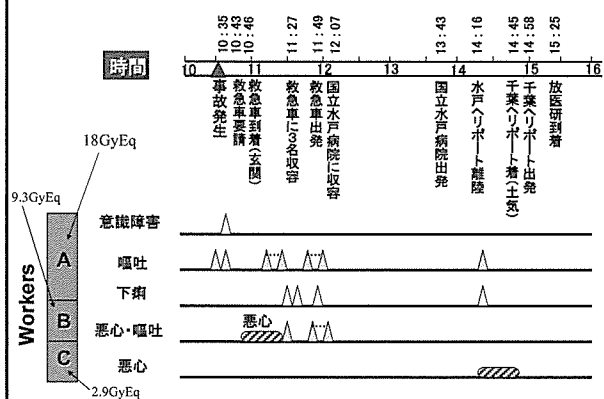 10:35
10:43
10:46
11:27
11:49
12:07
13:43
14:16
14:45
14:58
15:25
時間
10 11 12 13 14 15 16
事故発生
救急車要請
救急車到着(玄関)
救急車に3名収容
救急車出発
国立水戸病院に収容
国立水戸病院出発
水戸ヘリポート離陸
千葉ヘリポート着(土気)
千葉ヘリポート出発
放医研到着
18GyEq
9.3GyEq
Workers
A
B
C
2.9GyEq
意識障害
嘔吐
下痢
悪心・嘔吐
悪心
悪心